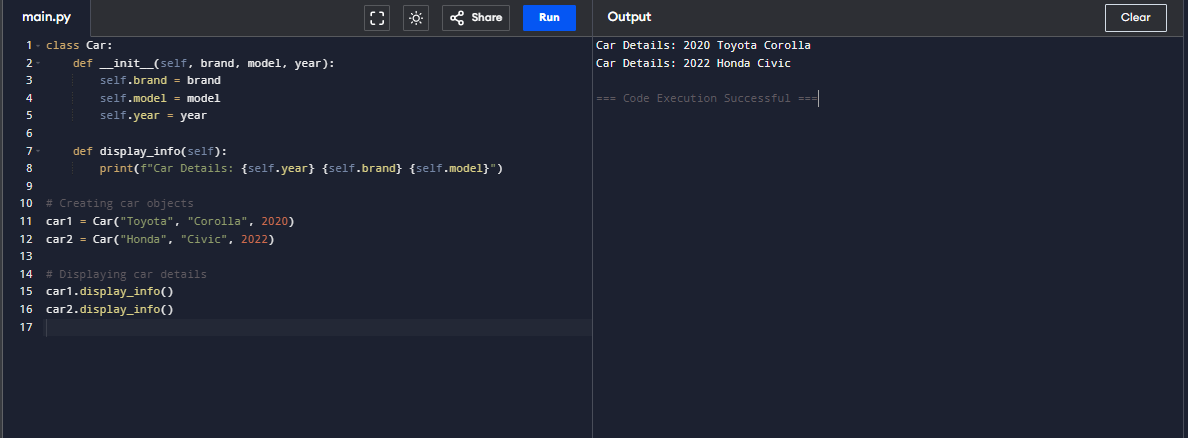 main.py
Share
Run
Output
Clear
1 class Car:
2     def __init__(self, brand, model, year):
3         self.brand = brand
4         self.model = model
5         self.year = year
6
7     def display_info(self):
8         print(f"Car Details: {self.year} {self.brand} {self.model}")
9
10 # Creating car objects
11 car1 = Car("Toyota", "Corolla", 2020)
12 car2 = Car("Honda", "Civic", 2022)
13
14 # Displaying car details
15 car1.display_info()
16 car2.display_info()
17
Car Details: 2020 Toyota Corolla
Car Details: 2022 Honda Civic
=== Code Execution Successful ===